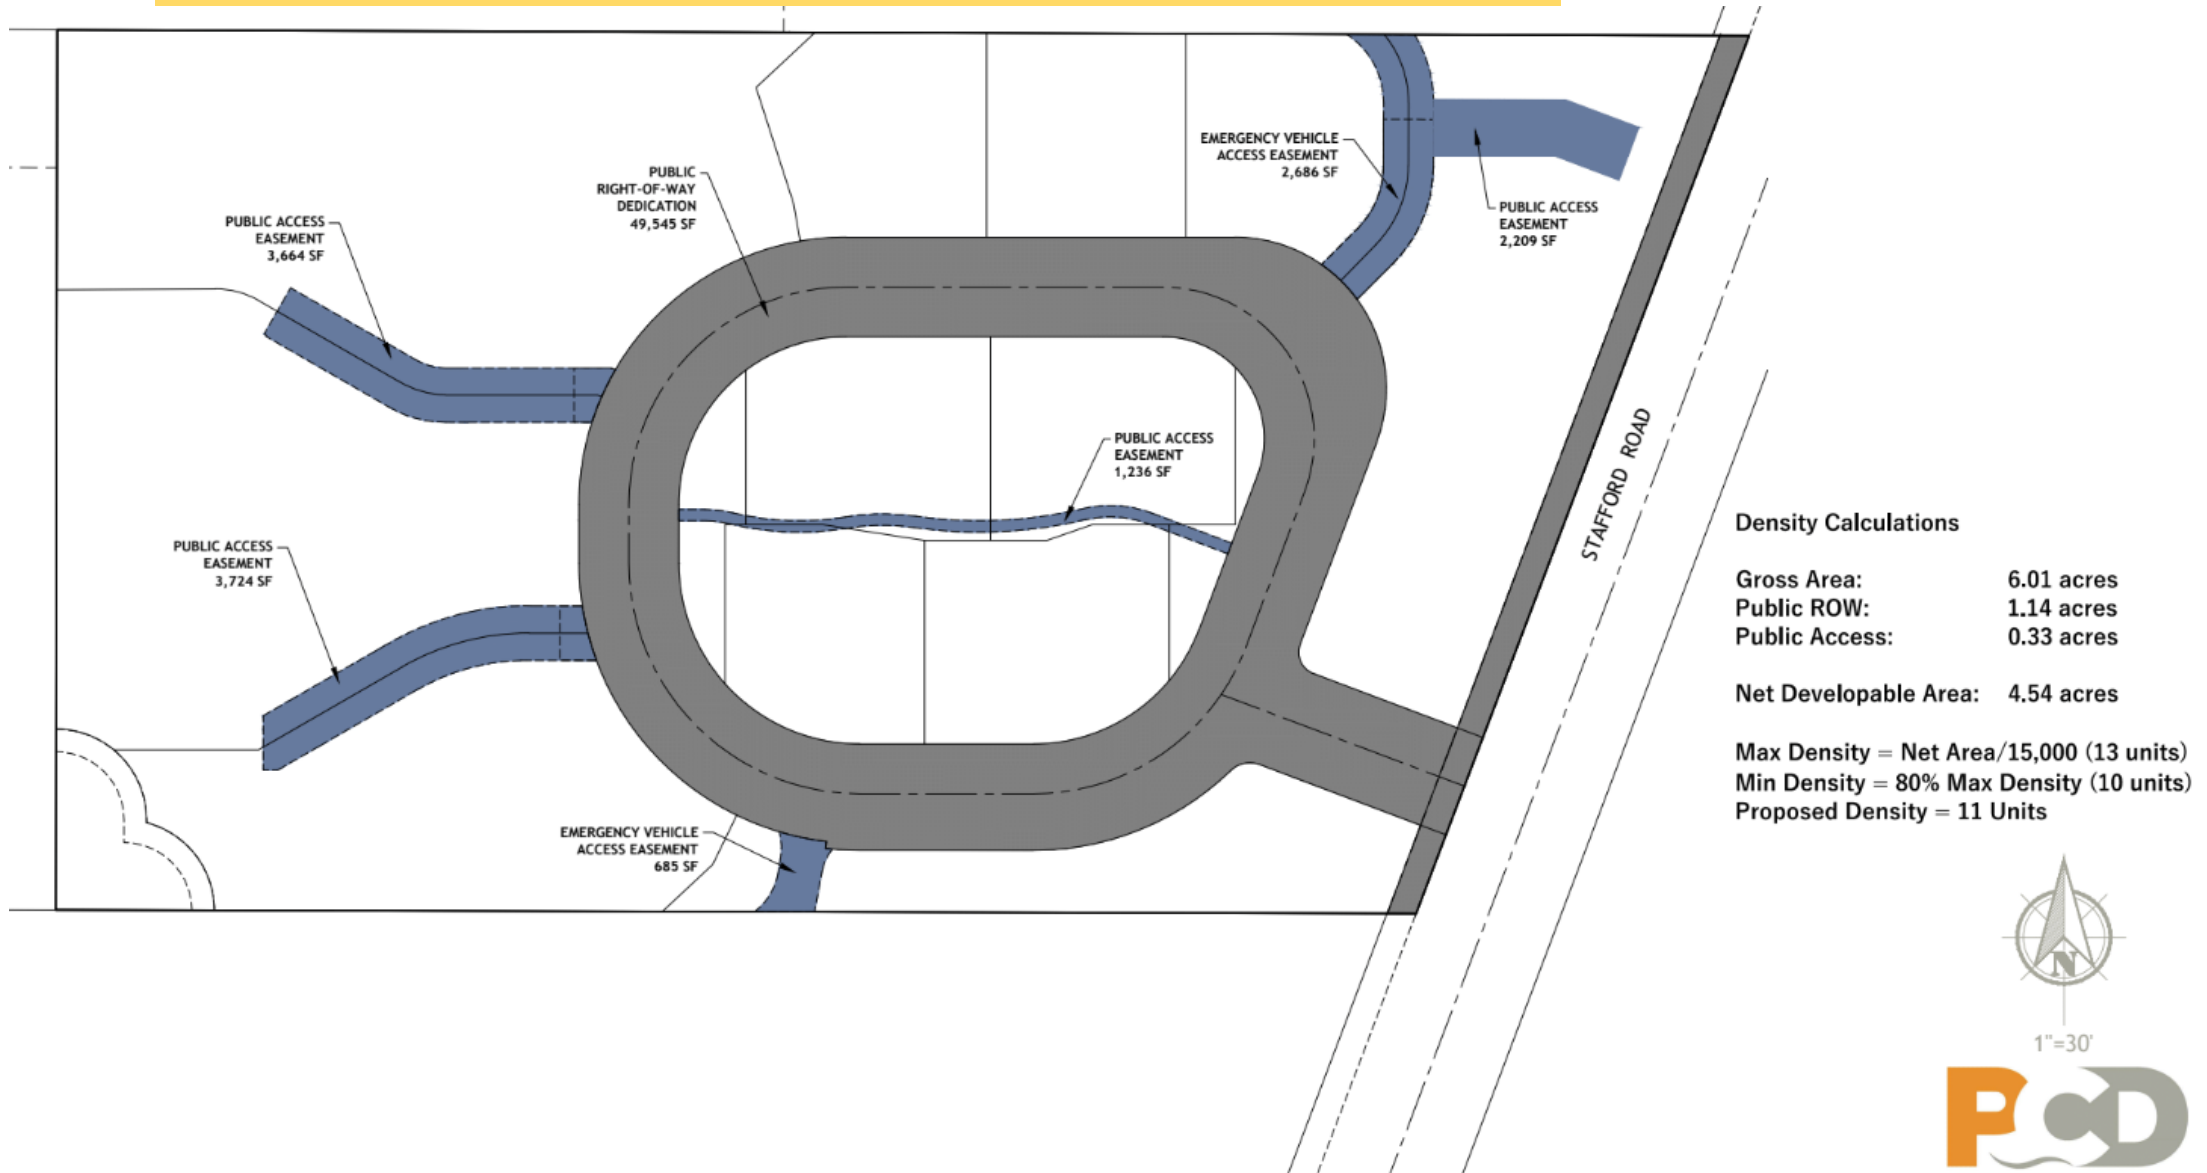 PUBLIC
RIGHT-OF-WAY
DEDICATION
49,545 SF
EMERGENCY VEHICLE
ACCESS EASEMENT
2,686 SF
PUBLIC ACCESS
EASEMENT
2,209 SF
PUBLIC ACCESS
EASEMENT
3,664 SF
PUBLIC ACCESS
EASEMENT
1,236 SF
STAFFORD ROAD
PUBLIC ACCESS
EASEMENT
3,724 SF
EMERGENCY VEHICLE
ACCESS EASEMENT
685 SF
Density Calculations
Gross Area: 6.01 acres
Public ROW: 1.14 acres
Public Access: 0.33 acres
Net Developable Area: 4.54 acres
Max Density = Net Area/15,000 (13 units)
Min Density = 80% Max Density (10 units)
Proposed Density = 11 Units
N
1"=30'
PCD